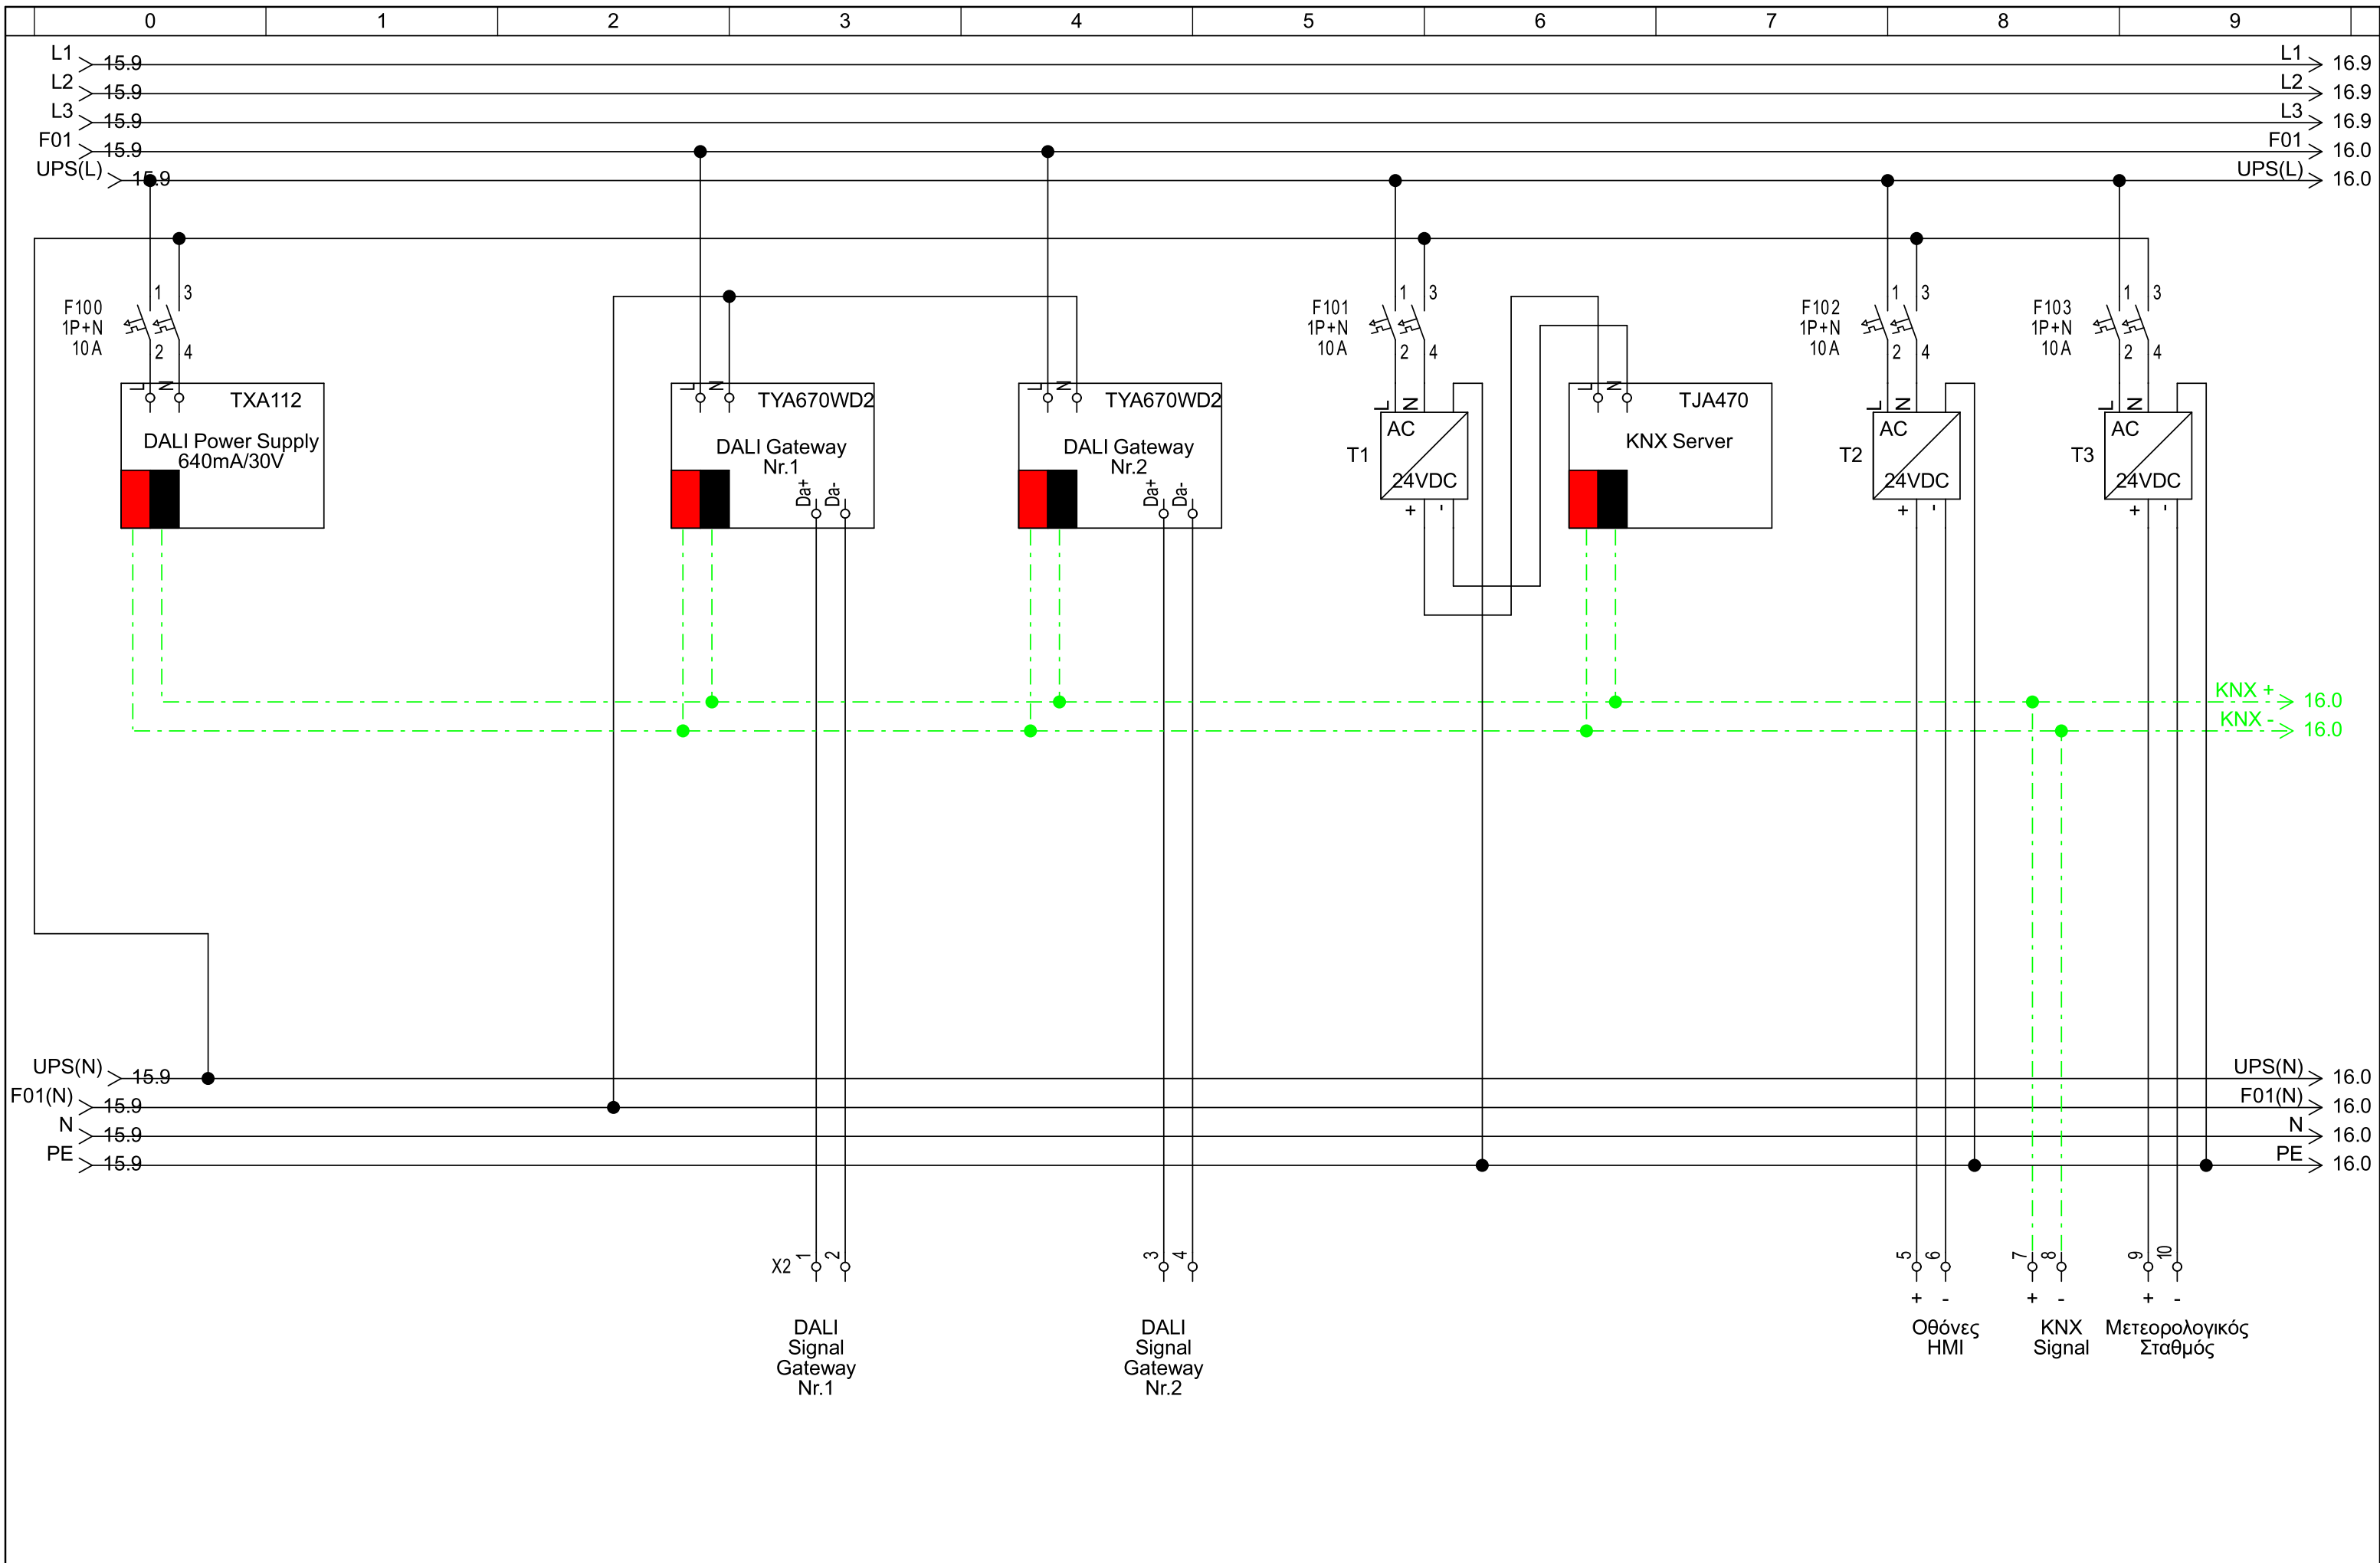 0 1 2 3 4 5 6 7 8 9
L1 15.9 L1 16.9
L2 15.9 L2 16.9
L3 15.9 L3 16.9
F01 15.9 F01 16.0
UPS(L) 15.9 UPS(L) 16.0
F100
1P+N
10A
1 3
2 4
F101
1P+N
10A
1 3
2 4
F102
1P+N
10A
1 3
2 4
F103
1P+N
10A
1 3
2 4
L N
TXA112
DALI Power Supply
640mA/30V
L N
TYA670WD2
DALI Gateway
Nr.1
Da+ Da-
L N
TYA670WD2
DALI Gateway
Nr.2
Da+ Da-
L N
AC
T1
24VDC
+ -
L N
TJA470
KNX Server
L N
AC
T2
24VDC
+ -
L N
AC
T3
24VDC
+ -
KNX + 16.0
KNX - 16.0
UPS(N) 15.9 UPS(N) 16.0
F01(N) 15.9 F01(N) 16.0
N 15.9 N 16.0
PE 15.9 PE 16.0
X2 1 2 3 4 5 6 7 8 9 10
+ - + - + -
DALI
Signal
Gateway
Nr.1
DALI
Signal
Gateway
Nr.2
Οθόνες
HMI
KNX
Signal
Μετεορολογικός
Σταθμός